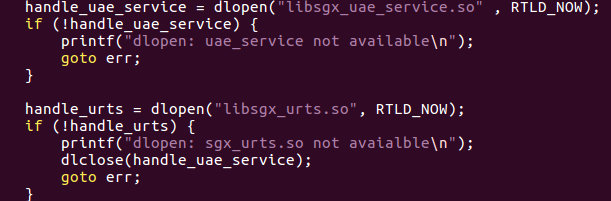 handle_uae_service = dlopen("libsgx_uae_service.so" , RTLD_NOW);
if (!handle_uae_service) {
printf("dlopen: uae_service not available\n");
goto err;
}
handle_urts = dlopen("libsgx_urts.so", RTLD_NOW);
if (!handle_urts) {
printf("dlopen: sgx_urts.so not avaialble\n");
dlclose(handle_uae_service);
goto err;
}